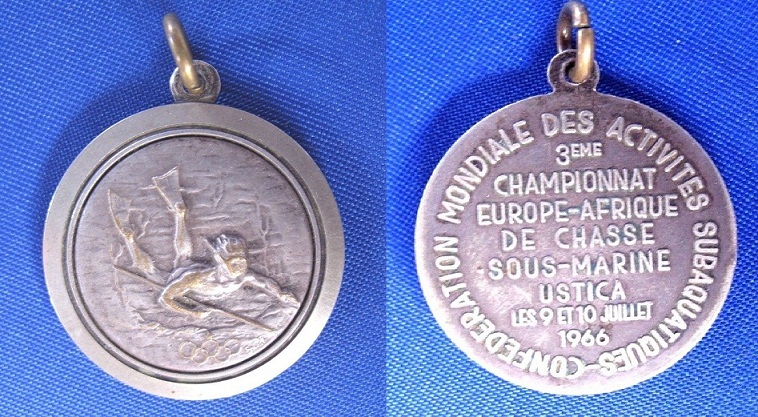 CONFEDERATION MONDIALE DES ACTIVITES SUBAQUATIQUES-
3EME
CHAMPIONNAT
EUROPE-AFRIQUE
DE CHASSE
SOUS-MARINE
USTICA
LES 9 ET 10 JUILLET
1966